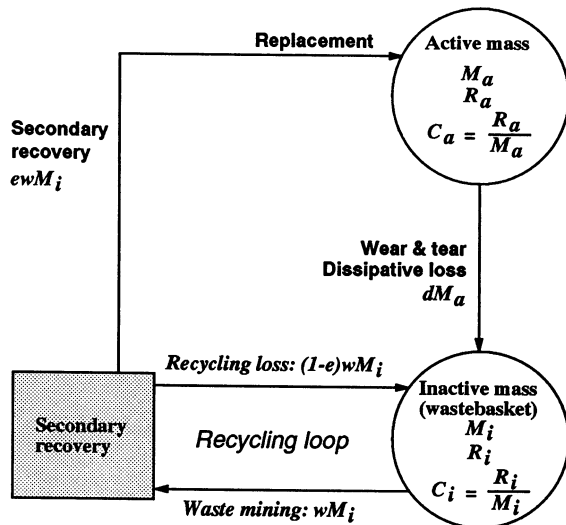 Replacement
Active mass
M_a
R_a
C_a = R_a / M_a
Secondary
recovery
ewM_i
Wear & tear
Dissipative loss
dM_a
Recycling loss: (1-e)wM_i
Inactive mass
(wastebasket)
M_i
R_i
C_i = R_i / M_i
Secondary
recovery
Recycling loop
Waste mining: wM_i